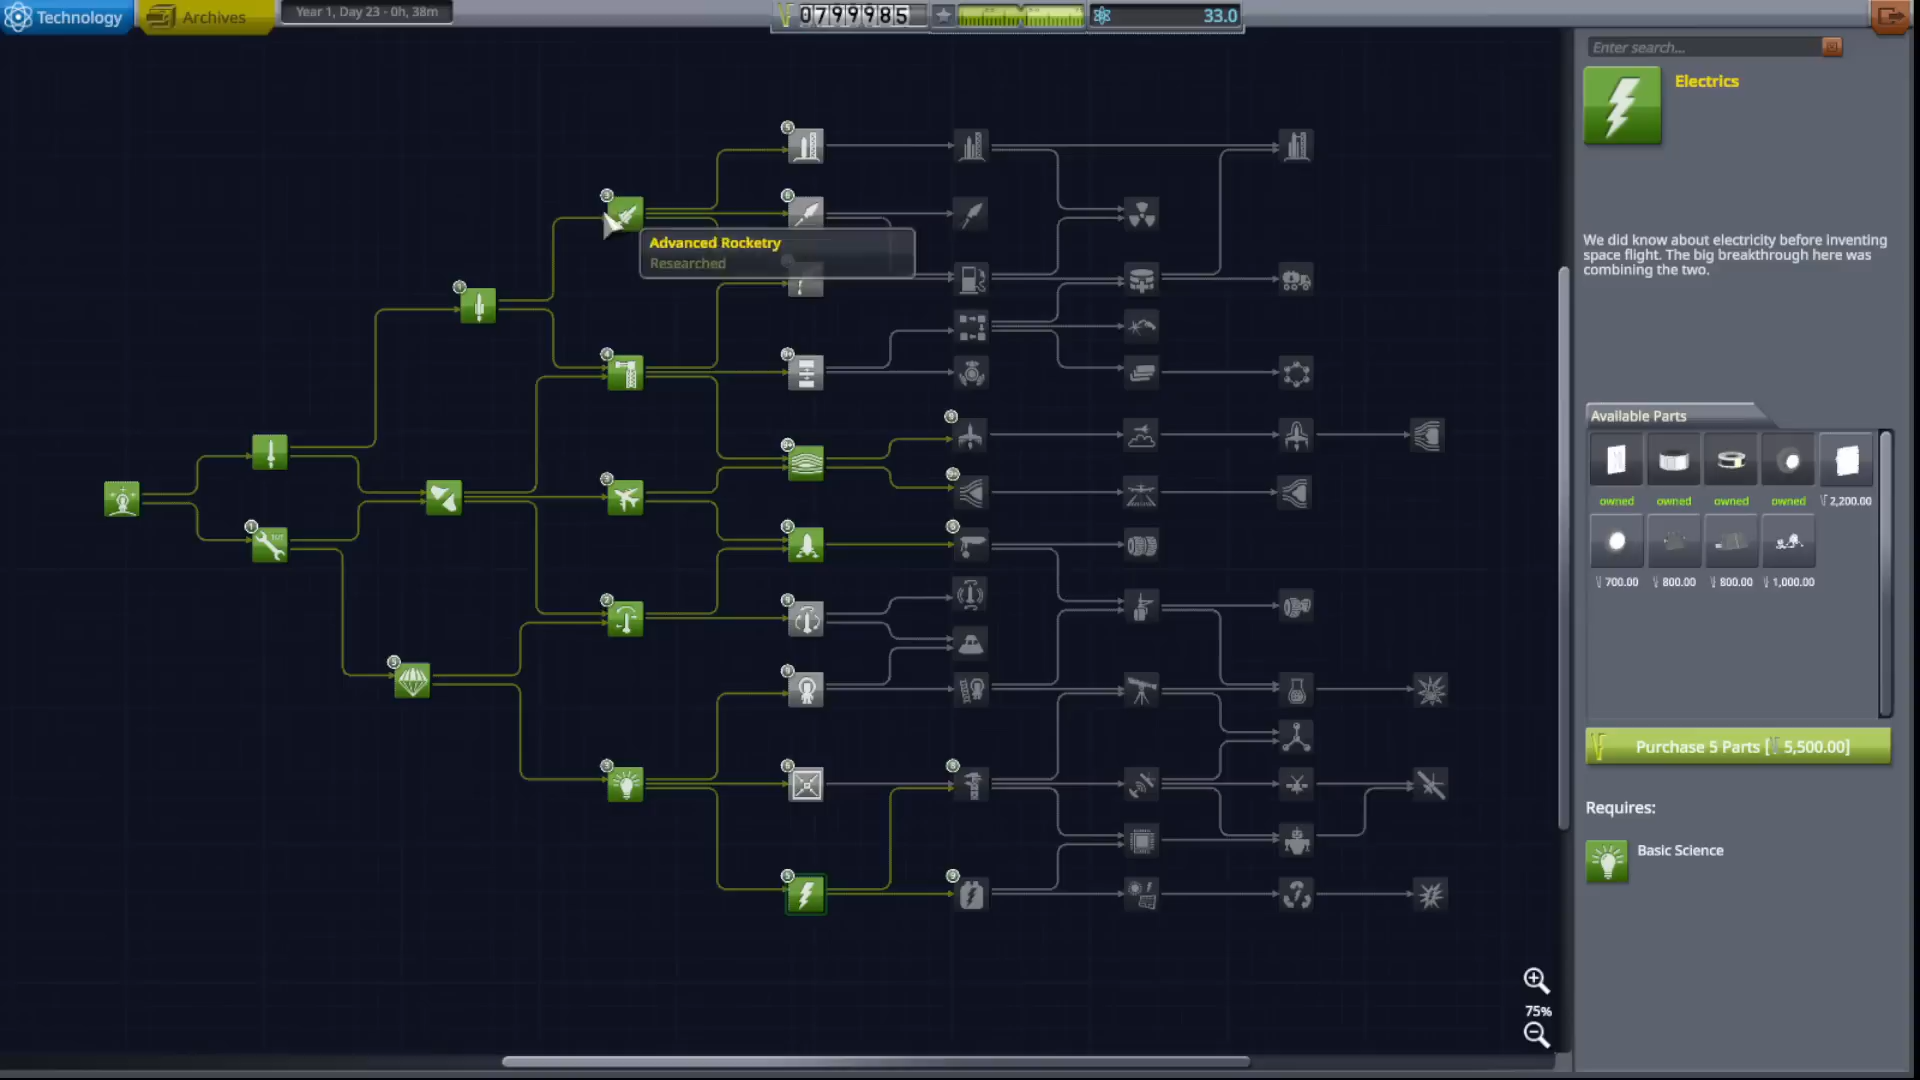 Technology
Archives
Year 1, Day 23 - 0h, 38m
0799985
33.0
Enter search...
Electrics
We did know about electricity before inventing
space flight. The big breakthrough here was
combining the two.
Advanced Rocketry
Researched
Available Parts
owned
owned
owned
owned
2,200.00
700.00
800.00
800.00
1,000.00
Purchase 5 Parts [ 5,500.00]
Requires:
Basic Science
75%